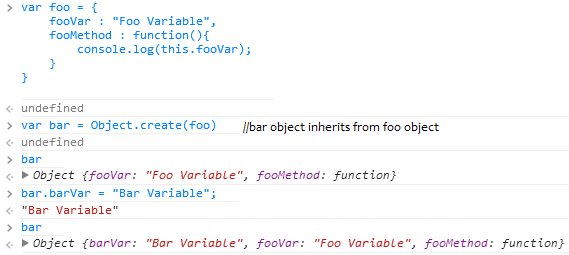 > var foo = {
fooVar : "Foo Variable",
fooMethod : function(){
console.log(this.fooVar);
}
}
undefined
> var bar = Object.create(foo) //bar object inherits from foo object
undefined
> bar
▶ Object {fooVar: "Foo Variable", fooMethod: function}
> bar.barVar = "Bar Variable";
"Bar Variable"
> bar
▶ Object {barVar: "Bar Variable", fooVar: "Foo Variable", fooMethod: function}